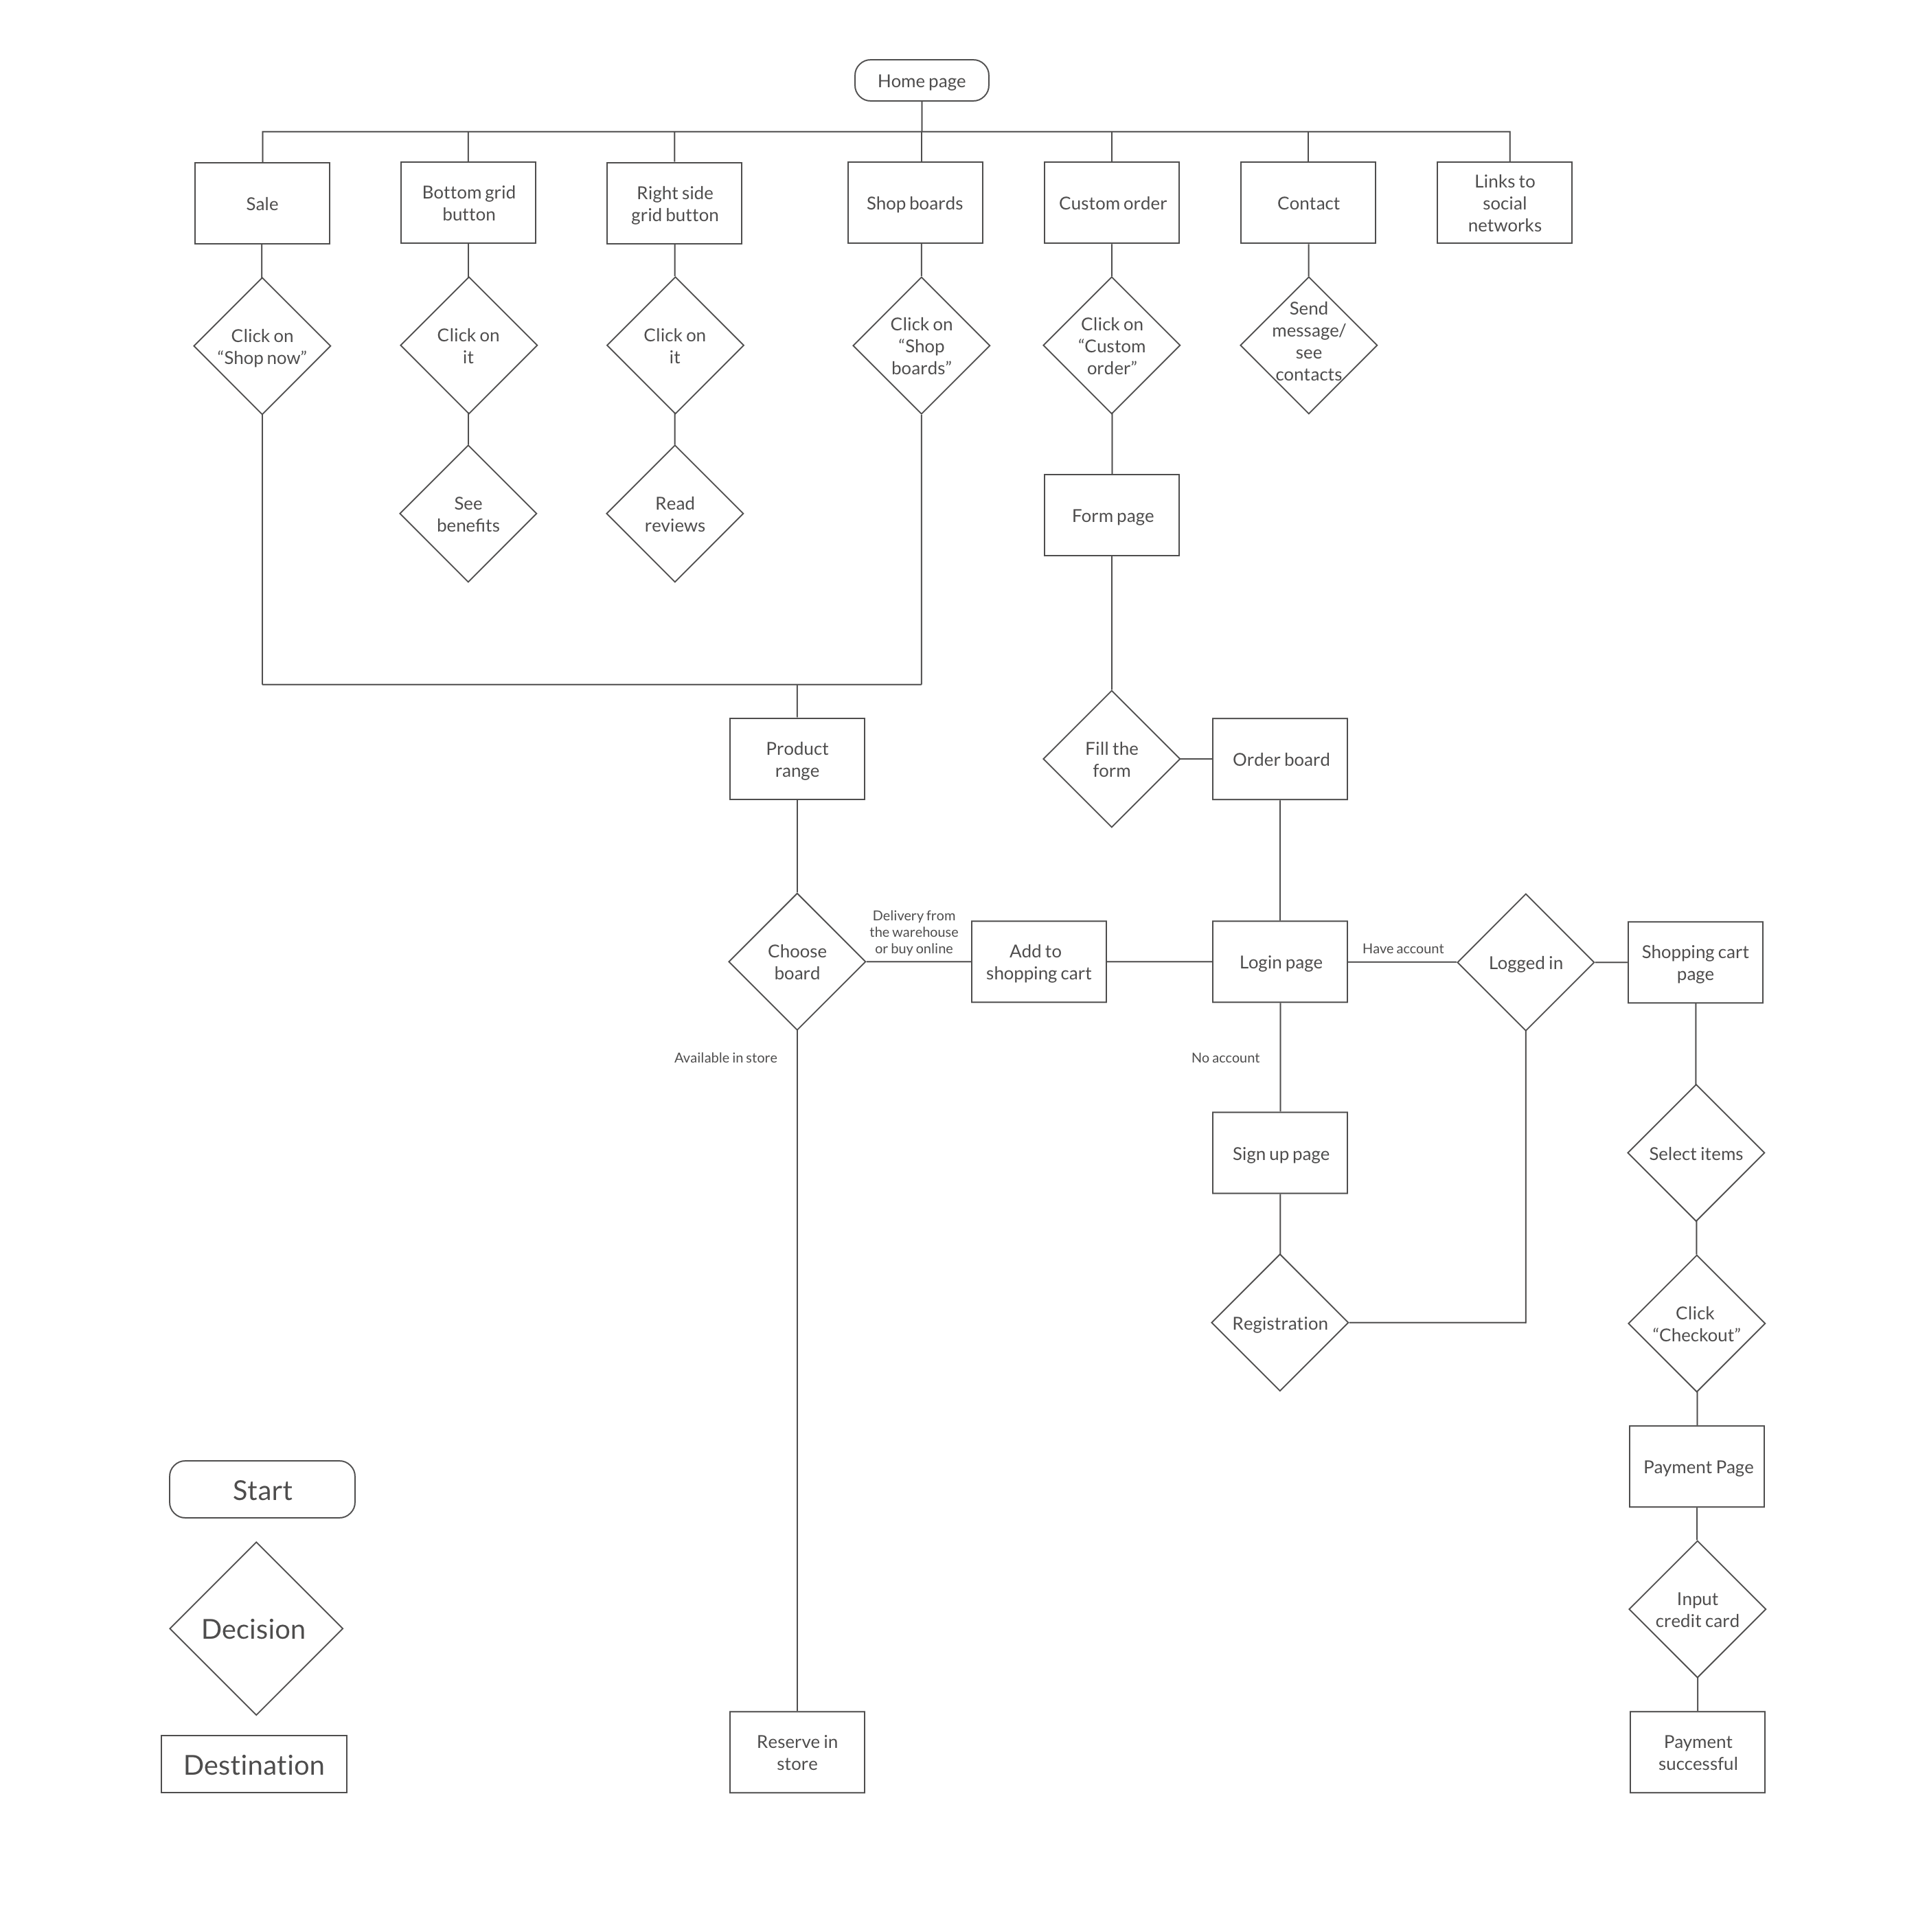 Home page
Sale
Bottom grid
button
Right side
grid button
Shop boards
Custom order
Contact
Links to
social
networks
Click on
“Shop now”
Click on
it
Click on
it
Click on
“Shop
boards”
Click on
“Custom
order”
Send
message/
see
contacts
See
benefits
Read
reviews
Form page
Product
range
Fill the
form
Order board
Choose
board
Delivery from
the warehouse
or buy online
Add to
shopping cart
Login page
Have account
Logged in
Shopping cart
page
Available in store
No account
Sign up page
Select items
Registration
Click
“Checkout”
Payment Page
Input
credit card
Reserve in
store
Payment
successful
Start
Decision
Destination